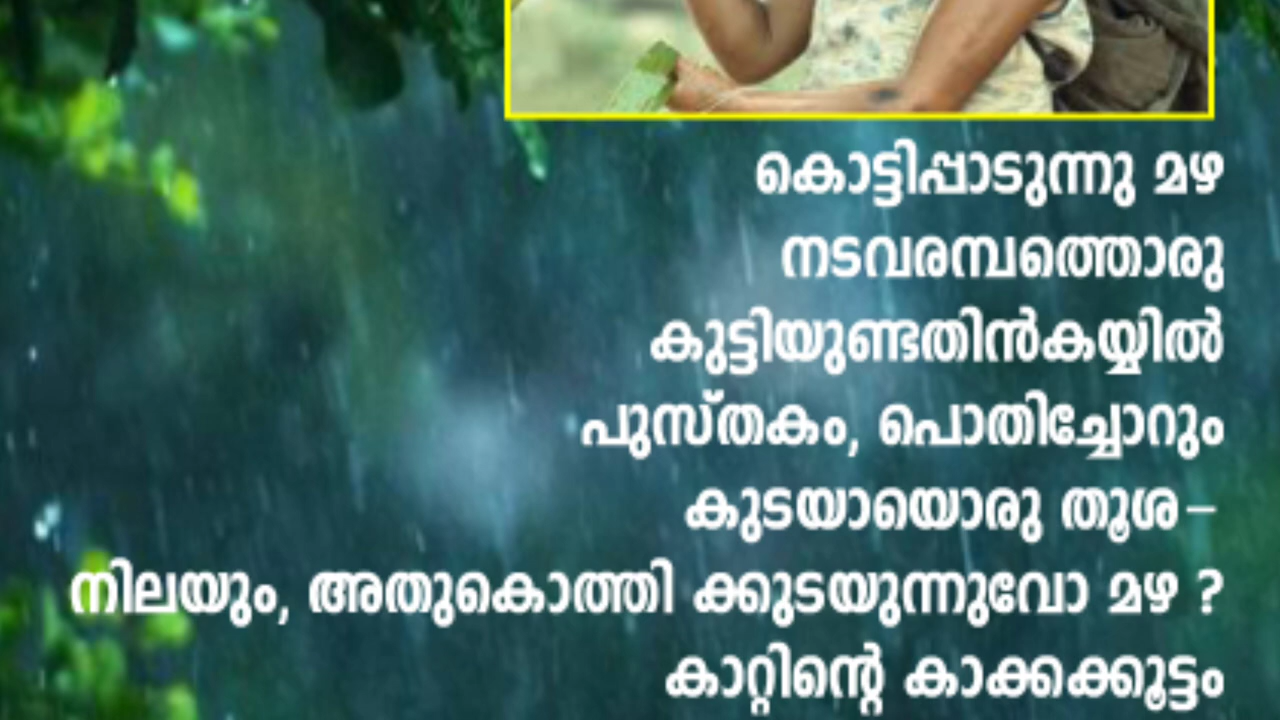 കൊട്ടിപ്പാടുന്നു മഴ
നടവരമ്പത്തൊരു
കുട്ടിയുണ്ടതിൻകയ്യിൽ
പുസ്തകം, പൊതിച്ചോറും
കുടയായൊരു തൂശ–
നിലയും, അതുകൊത്തി ക്കുടയുന്നുവോ മഴ ?
കാറ്റിന്റെ കാക്കക്കൂട്ടം